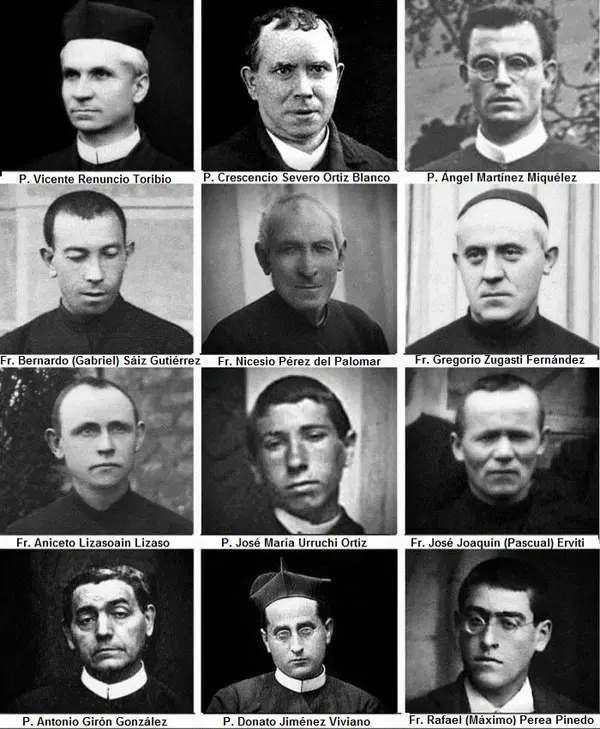 P. Vicente Renuncio Toribio
P. Crescencio Severo Ortiz Blanco
P. Ángel Martínez Miquélez
Fr. Bernardo (Gabriel) Sáiz Gutiérrez
Fr. Nicesio Pérez del Palomar
Fr. Gregorio Zugasti Fernández
Fr. Aniceto Lizasoain Lizaso
P. José María Urruchi Ortiz
Fr. José Joaquín (Pascual) Erviti
P. Antonio Girón González
P. Donato Jiménez Viviano
Fr. Rafael (Máximo) Perea Pinedo